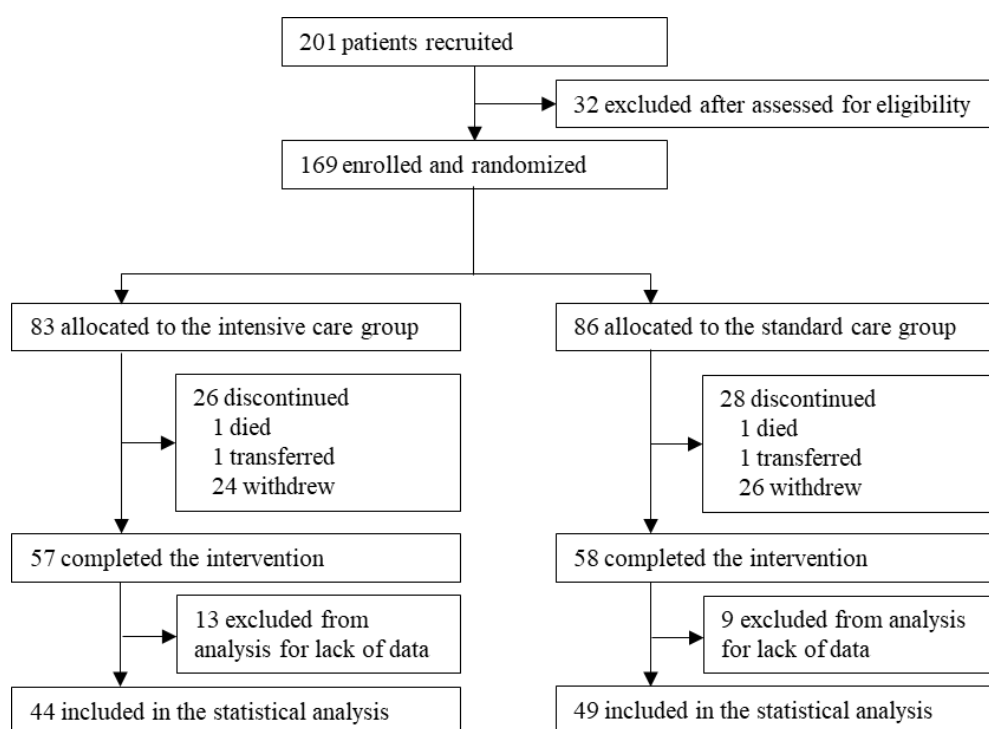 201 patients recruited
32 excluded after assessed for eligibility
169 enrolled and randomized
83 allocated to the intensive care group
86 allocated to the standard care group
26 discontinued
1 died
1 transferred
24 withdrew
28 discontinued
1 died
1 transferred
26 withdrew
57 completed the intervention
58 completed the intervention
13 excluded from
analysis for lack of data
9 excluded from analysis
for lack of data
44 included in the statistical analysis
49 included in the statistical analysis